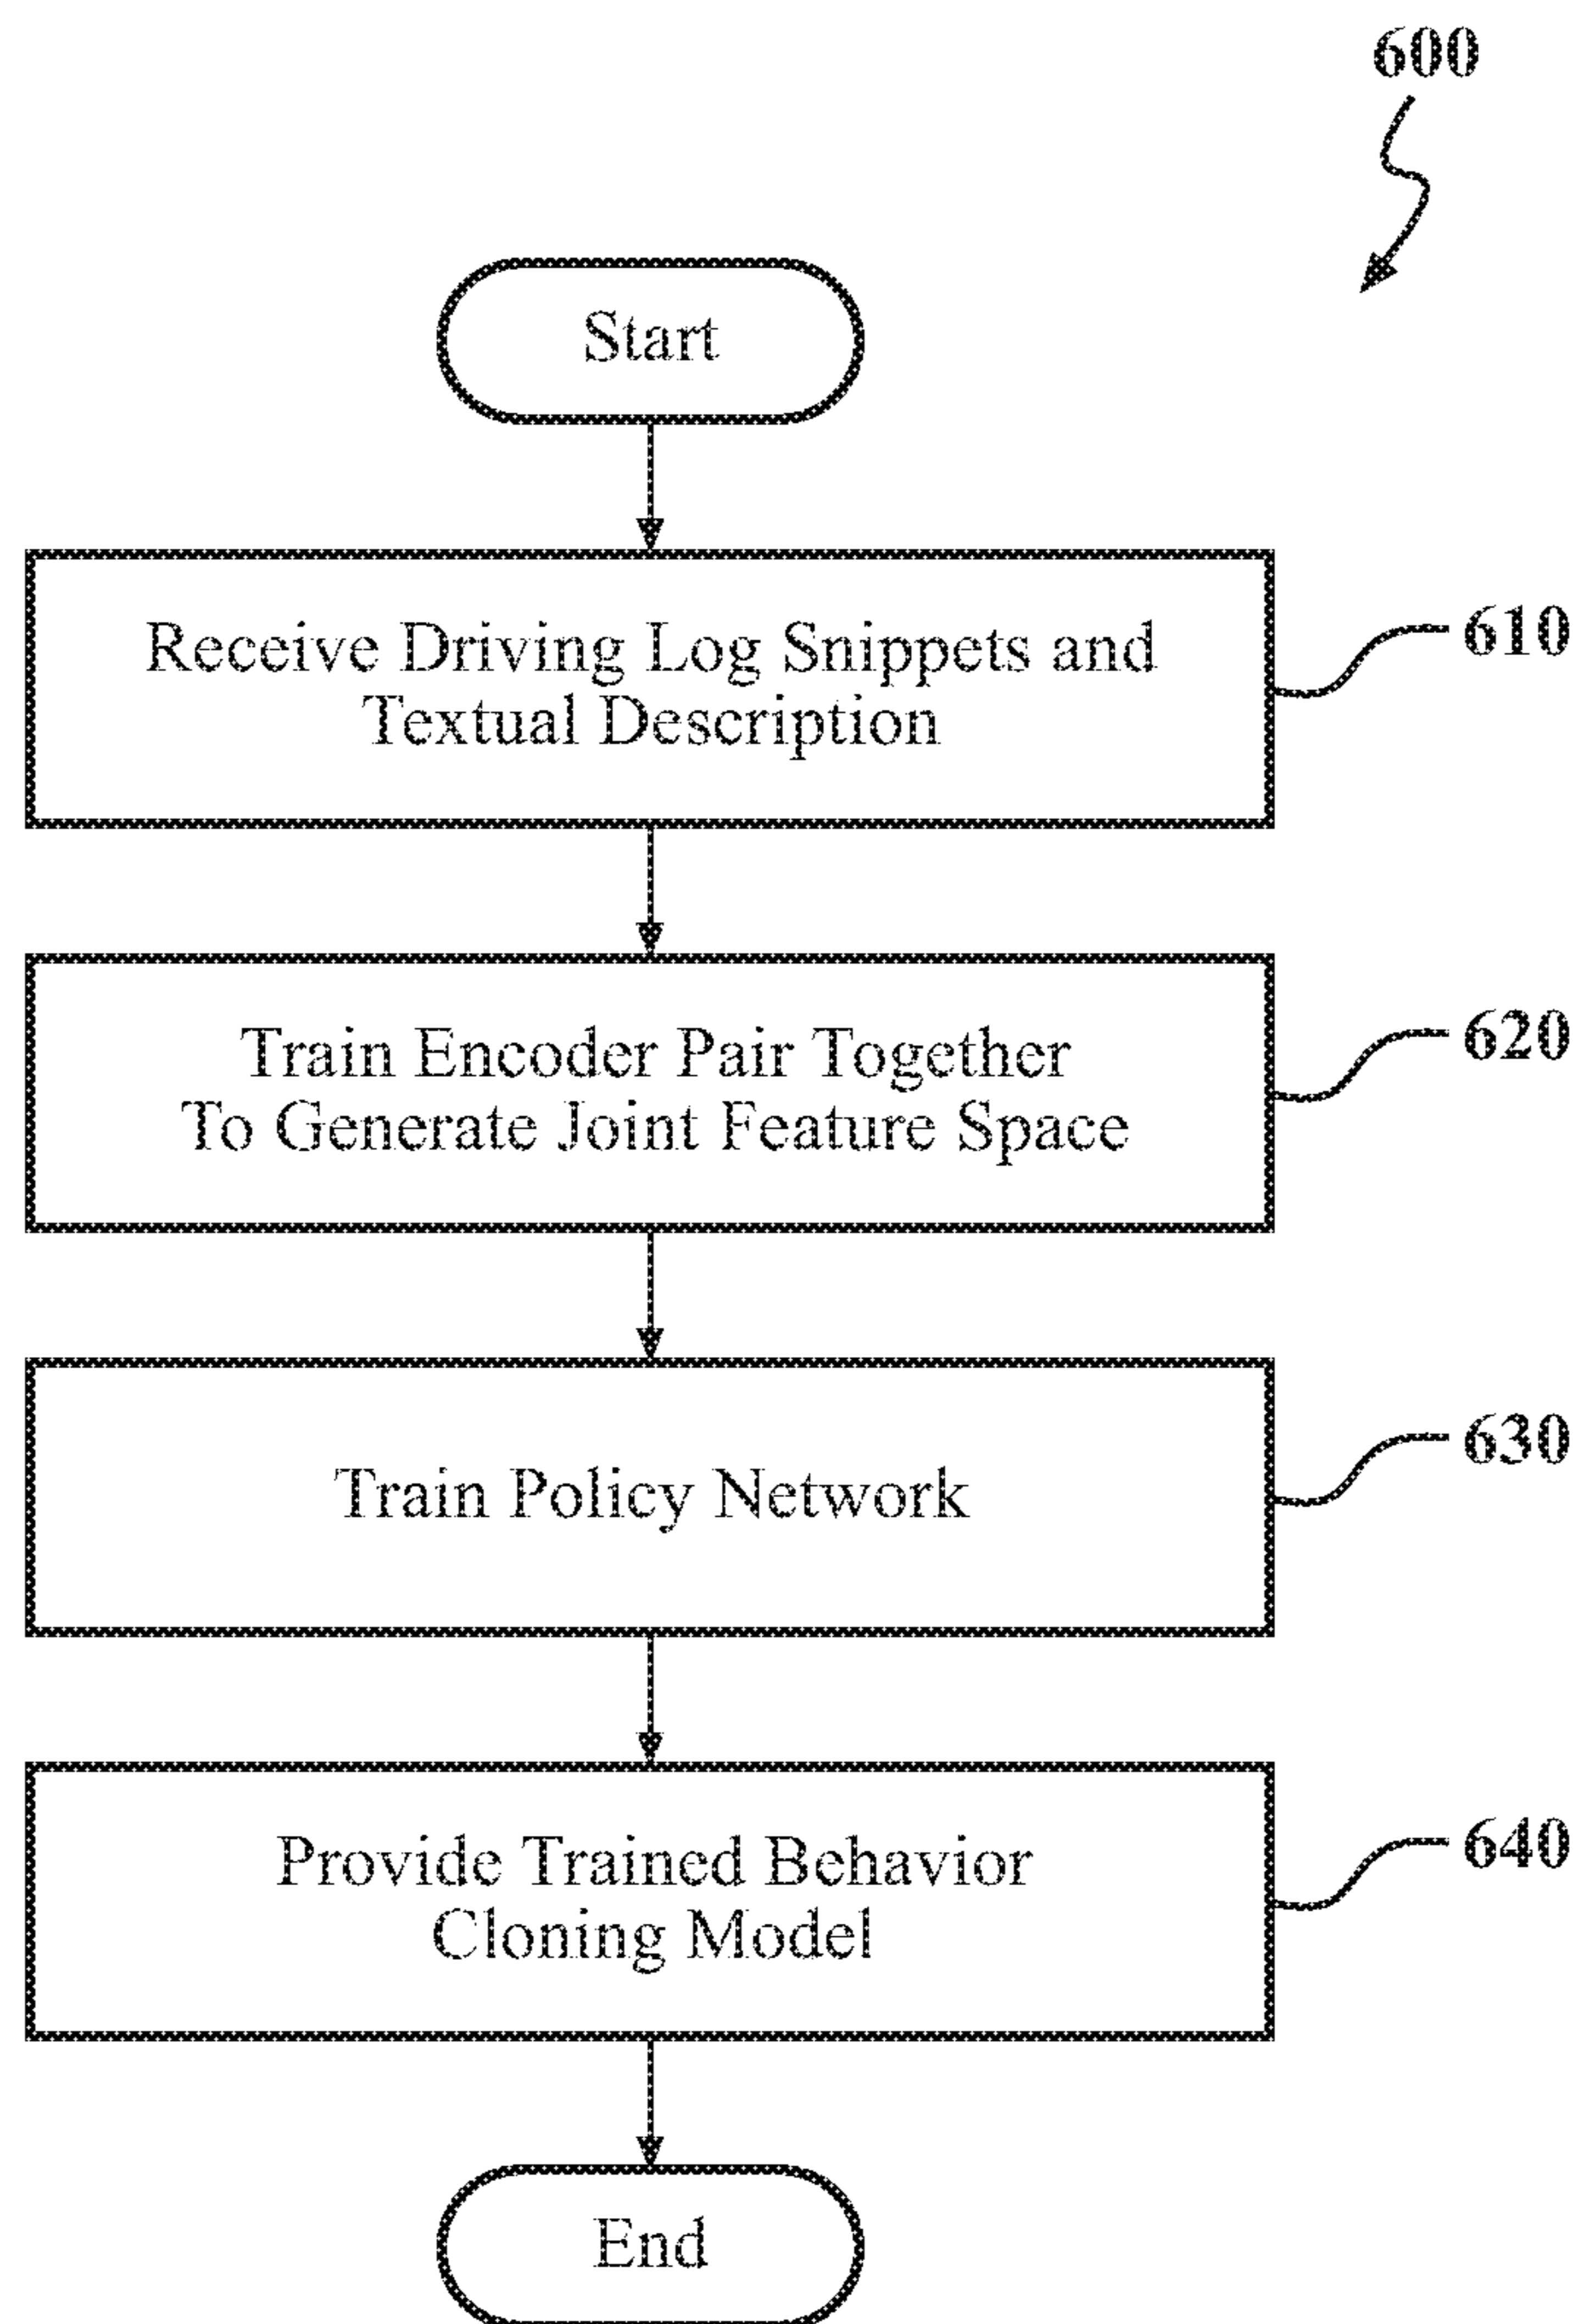 600
Start
Receive Driving Log Snippets and
Textual Description
610
Train Encoder Pair Together
To Generate Joint Feature Space
620
Train Policy Network
630
Provide Trained Behavior
Cloning Model
640
End